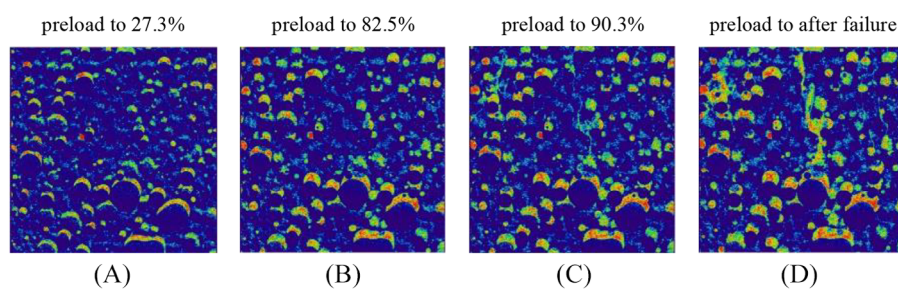 preload to 27.3%
preload to 82.5%
preload to 90.3%
preload to after failure
(A)
(B)
(C)
(D)